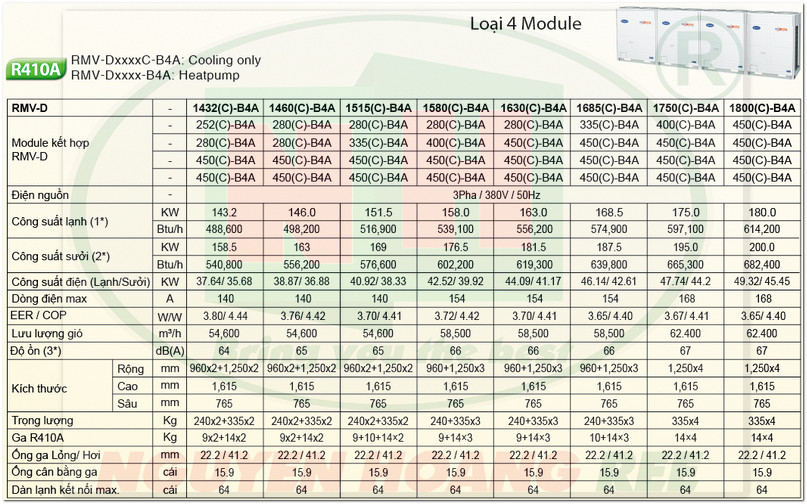 Loại 4 Module
R
R410A
RMV-DxxxxC-B4A: Cooling only
RMV-Dxxxx-B4A: Heatpump
RMV-D - 1432(C)-B4A 1460(C)-B4A 1515(C)-B4A 1580(C)-B4A 1630(C)-B4A 1685(C)-B4A 1750(C)-B4A 1800(C)-B4A
Module kết hợp RMV-D - 252(C)-B4A 280(C)-B4A 280(C)-B4A 280(C)-B4A 280(C)-B4A 335(C)-B4A 400(C)-B4A 450(C)-B4A
- 280(C)-B4A 280(C)-B4A 335(C)-B4A 400(C)-B4A 450(C)-B4A 450(C)-B4A 450(C)-B4A 450(C)-B4A
- 450(C)-B4A 450(C)-B4A 450(C)-B4A 450(C)-B4A 450(C)-B4A 450(C)-B4A 450(C)-B4A 450(C)-B4A
- 450(C)-B4A 450(C)-B4A 450(C)-B4A 450(C)-B4A 450(C)-B4A 450(C)-B4A 450(C)-B4A 450(C)-B4A
Điện nguồn - 3Pha / 380V / 50Hz
Công suất lạnh (1*) KW 143.2 146.0 151.5 158.0 163.0 168.5 175.0 180.0
Btu/h 488,600 498,200 516,900 539,100 556,200 574,900 597,100 614,200
Công suất sưởi (2*) KW 158.5 163 169 176.5 181.5 187.5 195.0 200.0
Btu/h 540,800 556,200 576,600 602,200 619,300 639,800 665,300 682,400
Công suất điện (Lạnh/Sưởi) KW 37.64/ 35.68 38.87/ 36.88 40.92/ 38.33 42.52/ 39.92 44.09/ 41.17 46.14/ 42.61 47.74/ 44.2 49.32/ 45.45
Dòng điện max A 140 140 140 154 154 154 168 168
EER / COP W/W 3.80/ 4.44 3.76/ 4.42 3.70/ 4.41 3.72/ 4.42 3.70/ 4.41 3.65/ 4.40 3.67/ 4.41 3.65/ 4.40
Lưu lượng gió m³/h 54,600 54,600 54,600 58,500 58,500 58,500 62.400 62.400
Độ ồn (3*) dB(A) 64 65 65 66 66 66 67 67
Kích thước Rộng mm 960x2+1,250x2 960x2+1,250x2 960x2+1,250x2 960+1,250x3 960+1,250x3 960+1,250x3 1,250x4 1,250x4
Cao mm 1,615 1,615 1,615 1,615 1,615 1,615 1,615 1,615
Sâu mm 765 765 765 765 765 765 765 765
Trọng lượng Kg 240x2+335x2 240x2+335x2 240x2+335x2 240+335x3 240+335x3 240+335x3 335x4 335x4
Ga R410A Kg 9x2+14x2 9x2+14x2 9+10+14×2 9+14×3 9+14×3 10+14×3 14×4 14×4
Ống ga Lỏng/ Hơi mm 22.2 / 41.2 22.2 / 41.2 22.2 / 41.2 22.2 / 41.2 22.2 / 41.2 22.2 / 41.2 22.2 / 41.2 22.2 / 41.2
Ống cân bằng ga cái 15.9 15.9 15.9 15.9 15.9 15.9 15.9 15.9
Dàn lạnh kết nối max. cái 64 64 64 64 64 64 64 64
Bring you the best
NGUYEN HOANG REE